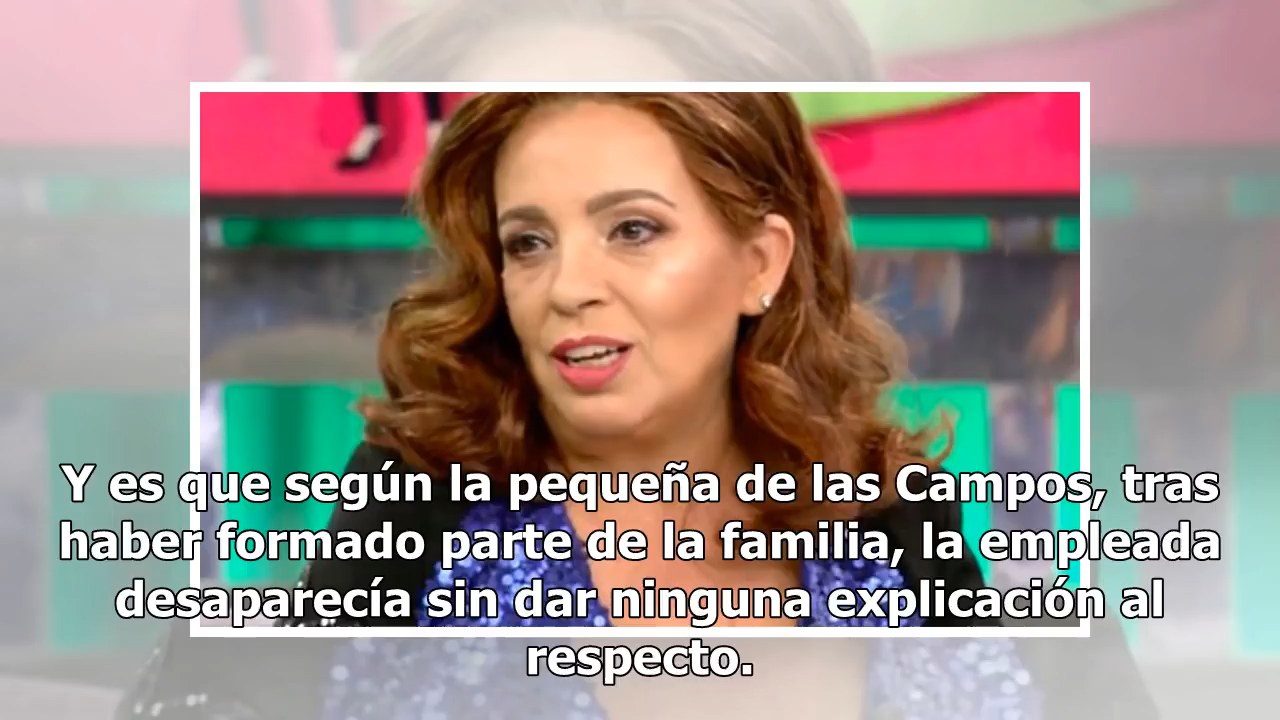 Y es que según la pequeña de las Campos, tras
haber formado parte de la familia, la empleada
desaparecía sin dar ninguna explicación al
respecto.